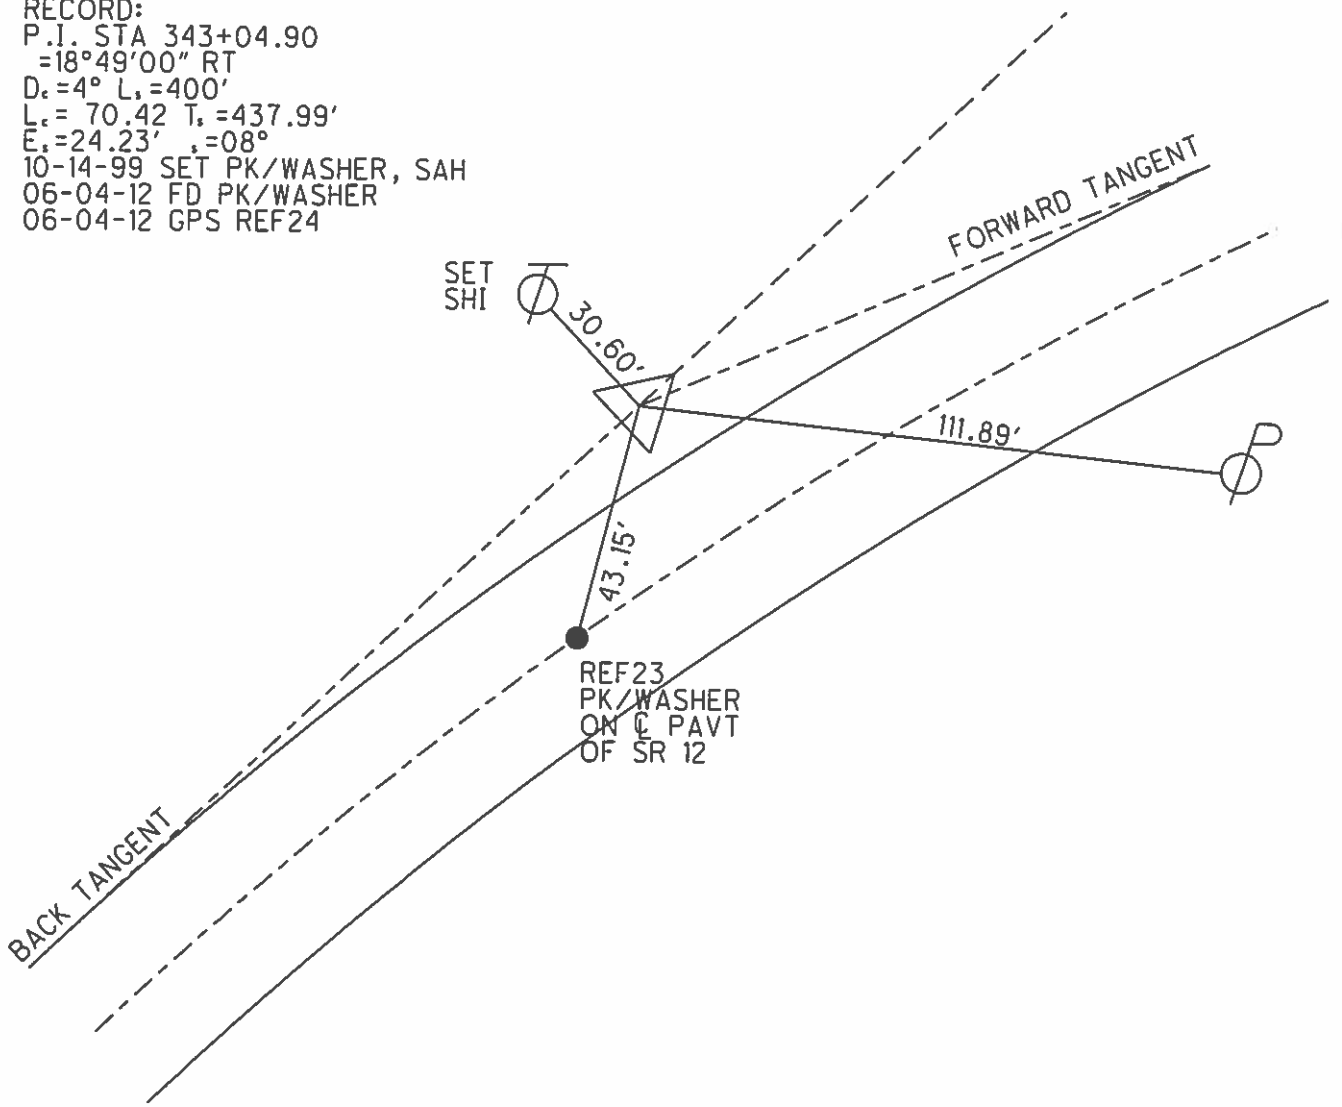 RECORD:
P.I. STA 343+04.90
=18°49'00" RT
Dc=4° Ls=400'
Lc= 70.42 Ts=437.99'
Es=24.23' s=08°
10-14-99 SET PK/WASHER, SAH
06-04-12 FD PK/WASHER
06-04-12 GPS REF24
FORWARD TANGENT
SET
SHI
30.60'
111.89'
P
43.15'
REF23
PK/WASHER
ON ℄ PAVT
OF SR 12
BACK TANGENT